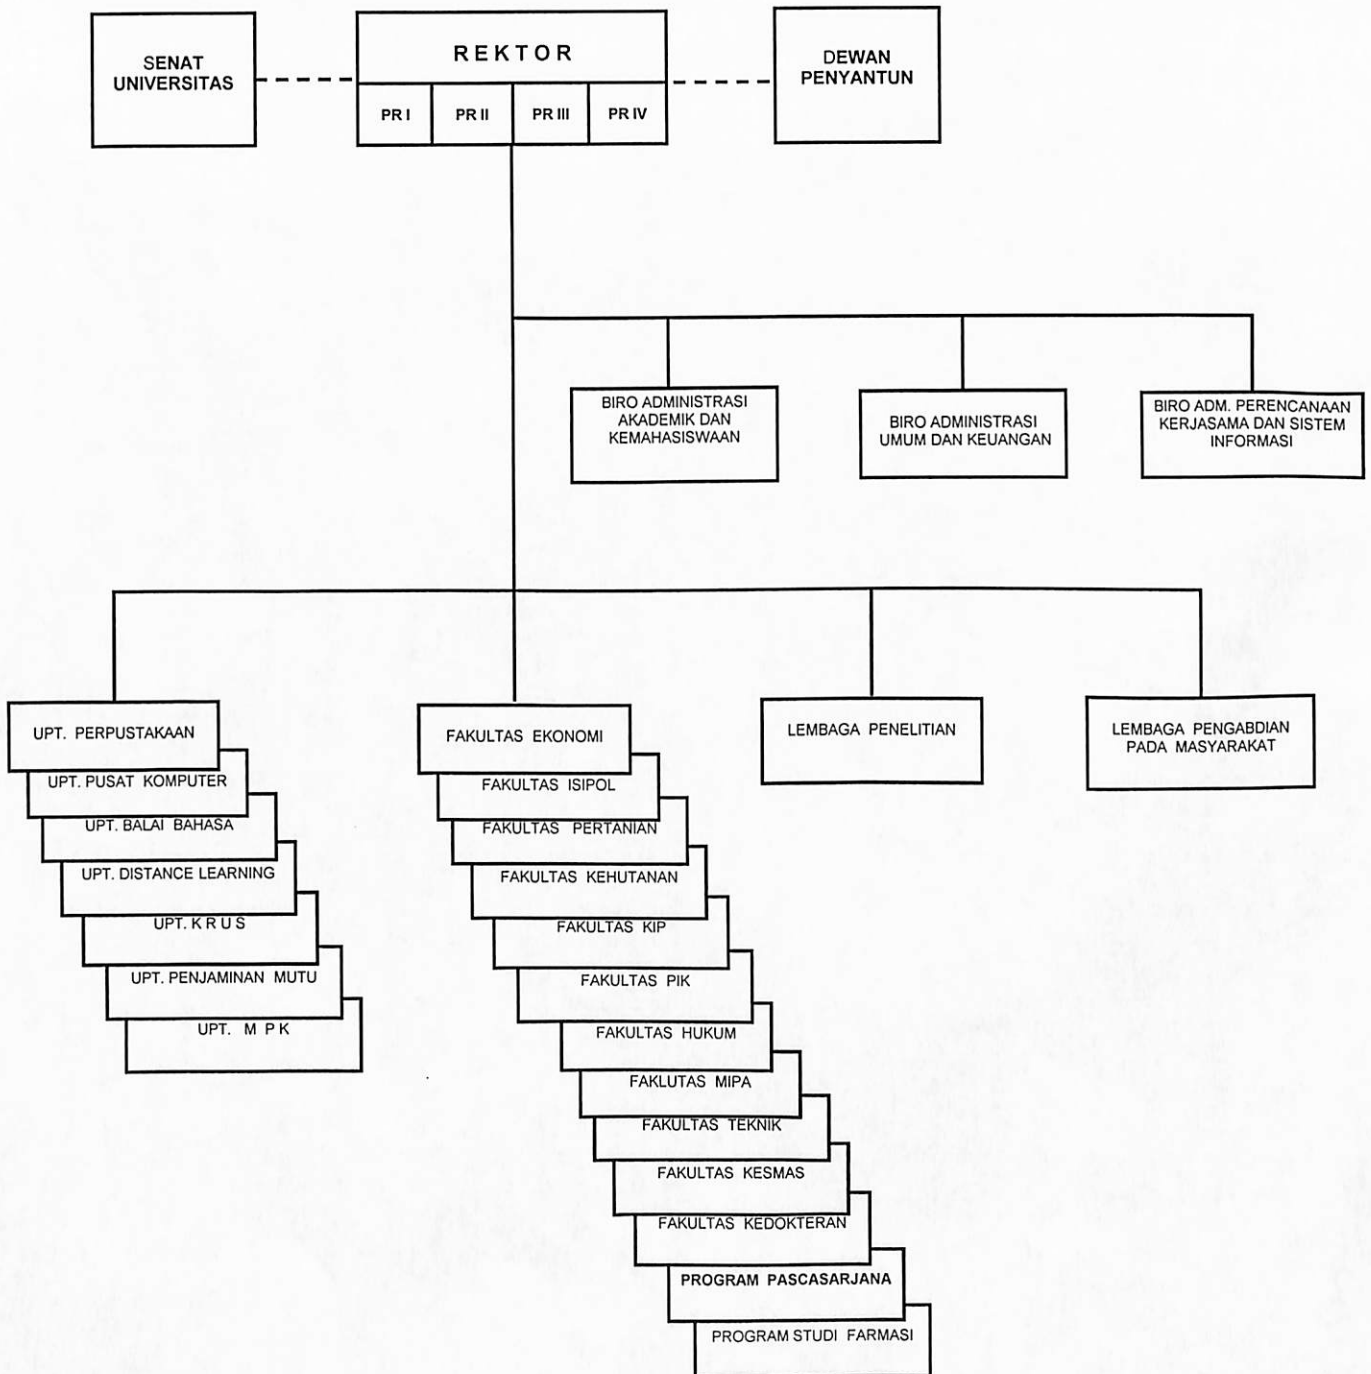 SENAT
UNIVERSITAS
REKTOR
PR I
PR II
PR III
PR IV
DEWAN
PENYANTUN
BIRO ADMINISTRASI
AKADEMIK DAN
KEMAHASISWAAN
BIRO ADMINISTRASI
UMUM DAN KEUANGAN
BIRO ADM. PERENCANAAN
KERJASAMA DAN SISTEM
INFORMASI
UPT. PERPUSTAKAAN
UPT. PUSAT KOMPUTER
UPT. BALAI BAHASA
UPT. DISTANCE LEARNING
UPT. K R U S
UPT. PENJAMINAN MUTU
UPT. M P K
FAKULTAS EKONOMI
FAKULTAS ISIPOL
FAKULTAS PERTANIAN
FAKULTAS KEHUTANAN
FAKULTAS KIP
FAKULTAS PIK
FAKULTAS HUKUM
FAKLUTAS MIPA
FAKULTAS TEKNIK
FAKULTAS KESMAS
FAKULTAS KEDOKTERAN
PROGRAM PASCASARJANA
PROGRAM STUDI FARMASI
LEMBAGA PENELITIAN
LEMBAGA PENGABDIAN
PADA MASYARAKAT